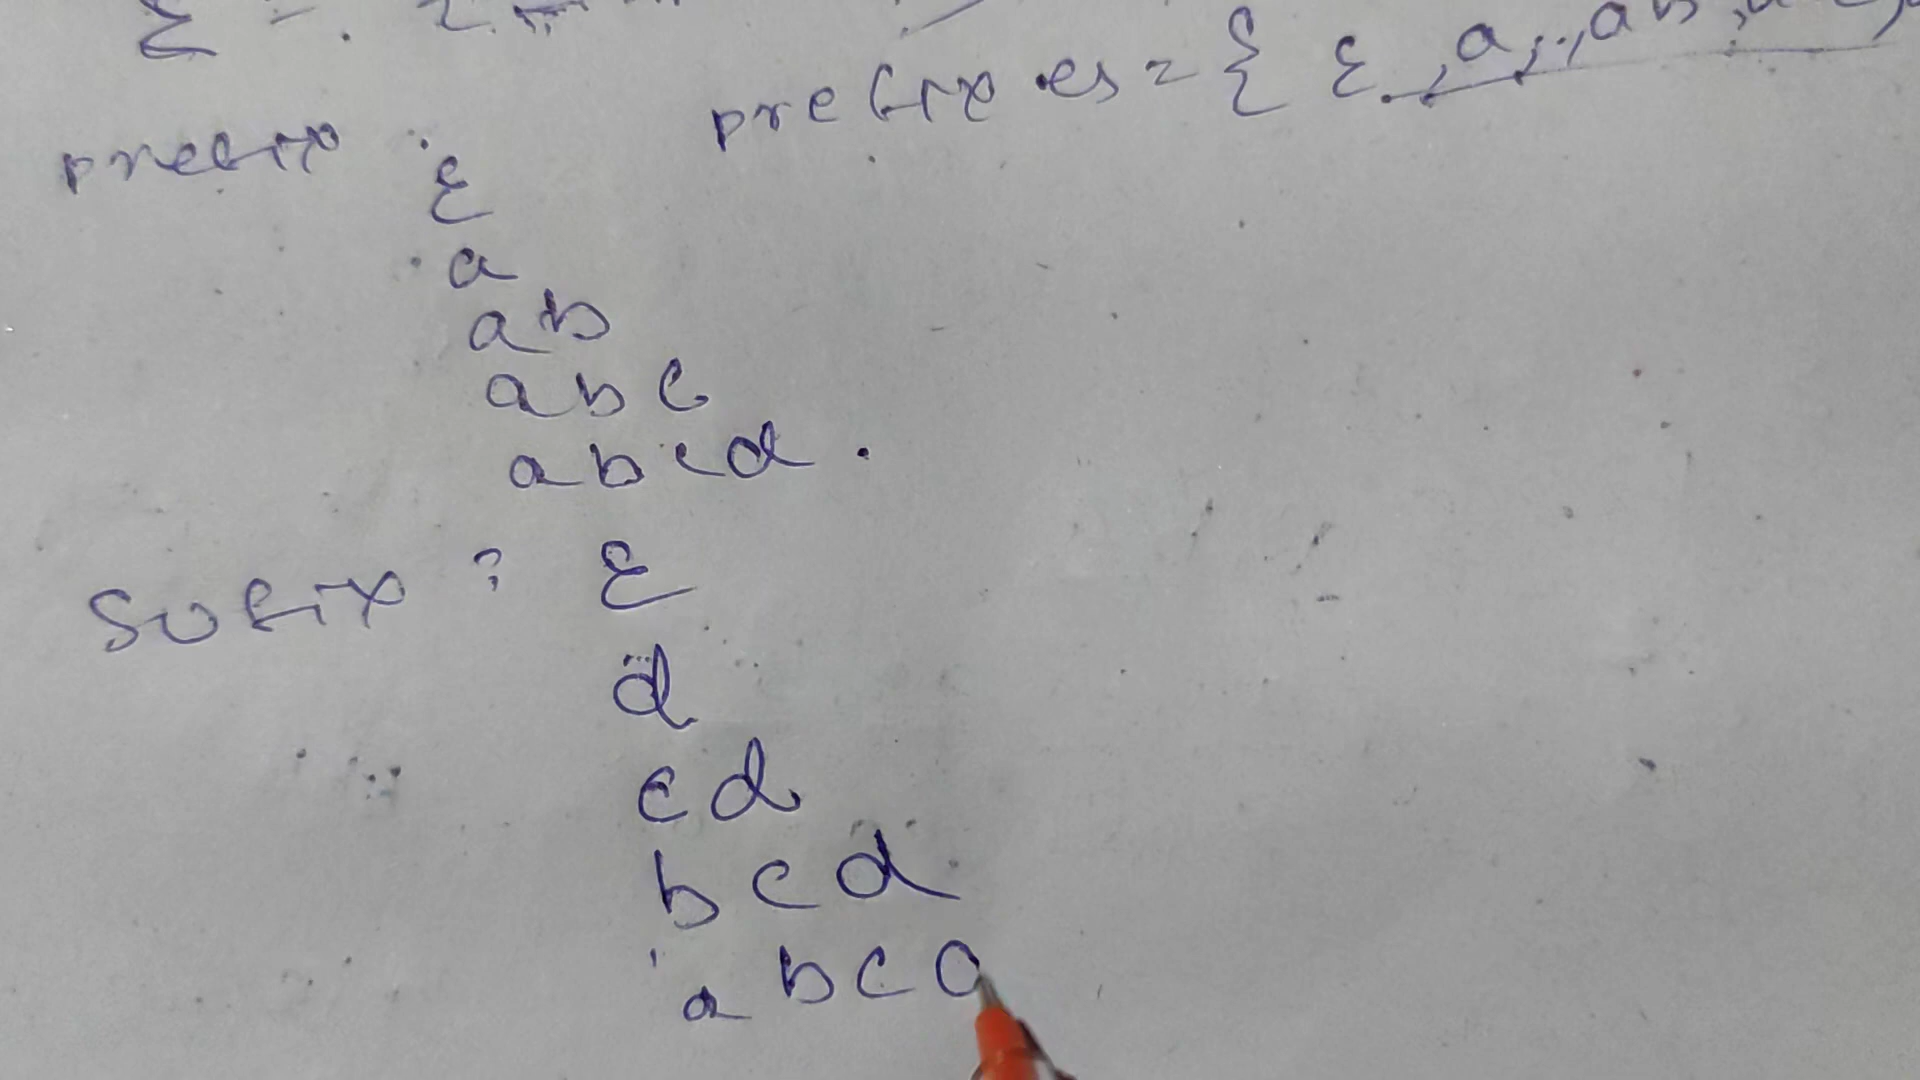 prefixes = { ε, a, ab,
prefix :
ε
a
ab
abc
abcd.
Sufix : ε
d
cd
bcd
abcd